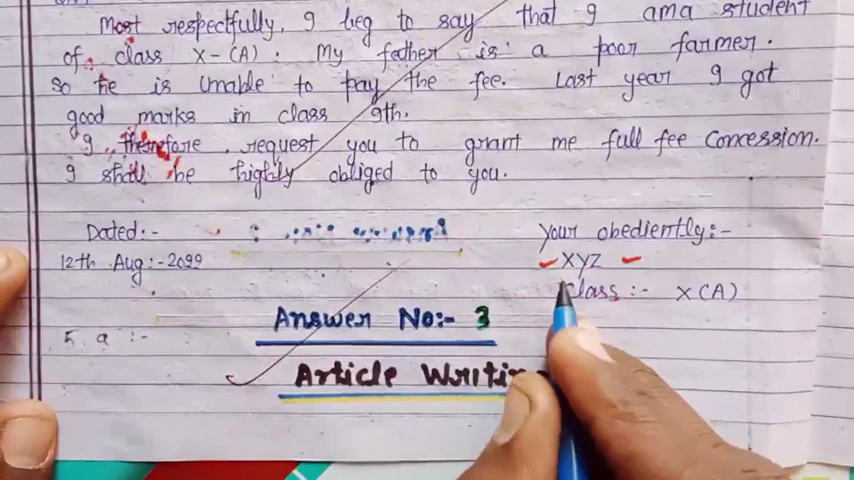 Most respectfully, I beg to say that I am a student
of class X-(A). My father is a poor farmer.
so he is Unable to pay the fee. Last year I got
good marks in class 9th.
I therefore, request you to grant me full fee Concession.
I shall be highly obliged to you.
Dated:- Your obediently:-
12th Aug:-2022 XYZ
Class :- X(A)
Answer No:- 3
Article Writin